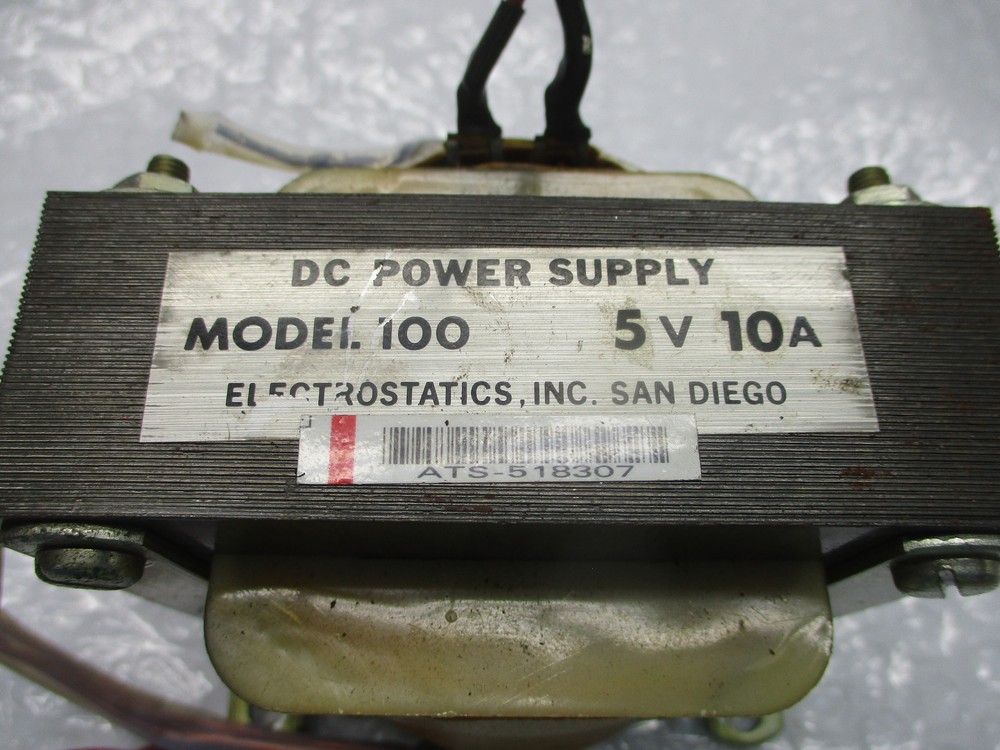 DC POWER SUPPLY
MODEL 100 5V 10A
ELECTROSTATICS, INC. SAN DIEGO
ATS-518307